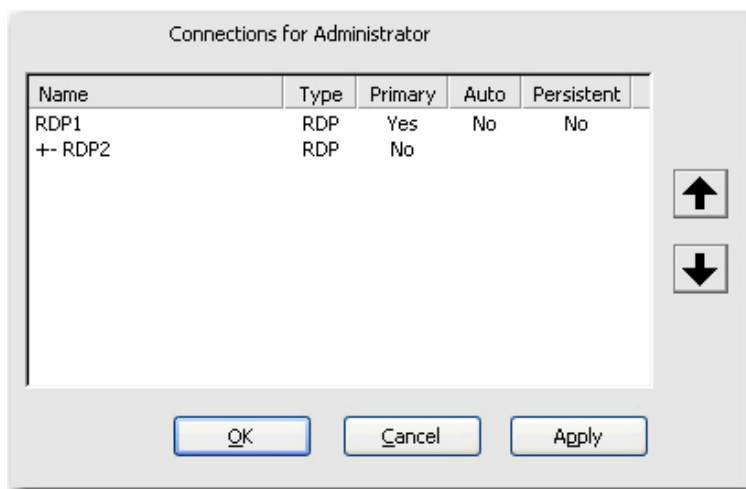 Connections for Administrator
Name Type Primary Auto Persistent
RDP1 RDP Yes No No
+- RDP2 RDP No
OK Cancel Apply